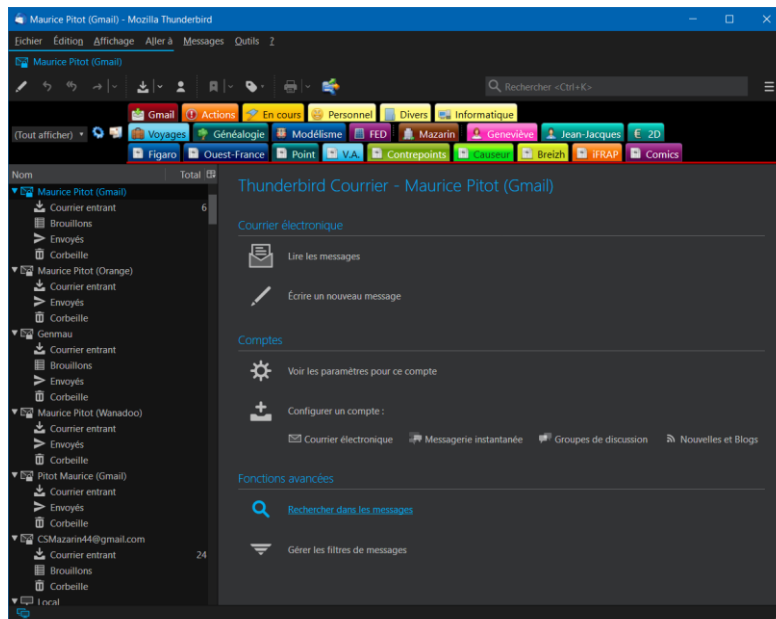 Maurice Pitot (Gmail) - Mozilla Thunderbird
Fichier Édition Affichage Aller à Messages Outils ?
Maurice Pitot (Gmail)
Rechercher <Ctrl+K>
Gmail Actions En cours Personnel Divers Informatique
(Tout afficher) Voyages Généalogie Modélisme FED Mazarin Geneviève Jean-Jacques € 2D
Figaro Ouest-France Point V.A. Contrepoints Causeur Breizh iFRAP Comics
Nom Total
Maurice Pitot (Gmail)
Courrier entrant 6
Brouillons
Envoyés
Corbeille
Maurice Pitot (Orange)
Courrier entrant
Envoyés
Corbeille
Genmau
Courrier entrant
Brouillons
Envoyés
Corbeille
Maurice Pitot (Wanadoo)
Courrier entrant
Envoyés
Corbeille
Pitot Maurice (Gmail)
Courrier entrant
Envoyés
Corbeille
CSMazarin44@gmail.com
Courrier entrant 24
Brouillons
Corbeille
Local
Thunderbird Courrier - Maurice Pitot (Gmail)
Courrier électronique
Lire les messages
Écrire un nouveau message
Comptes
Voir les paramètres pour ce compte
Configurer un compte :
Courrier électronique Messagerie instantanée Groupes de discussion Nouvelles et Blogs
Fonctions avancées
Rechercher dans les messages
Gérer les filtres de messages